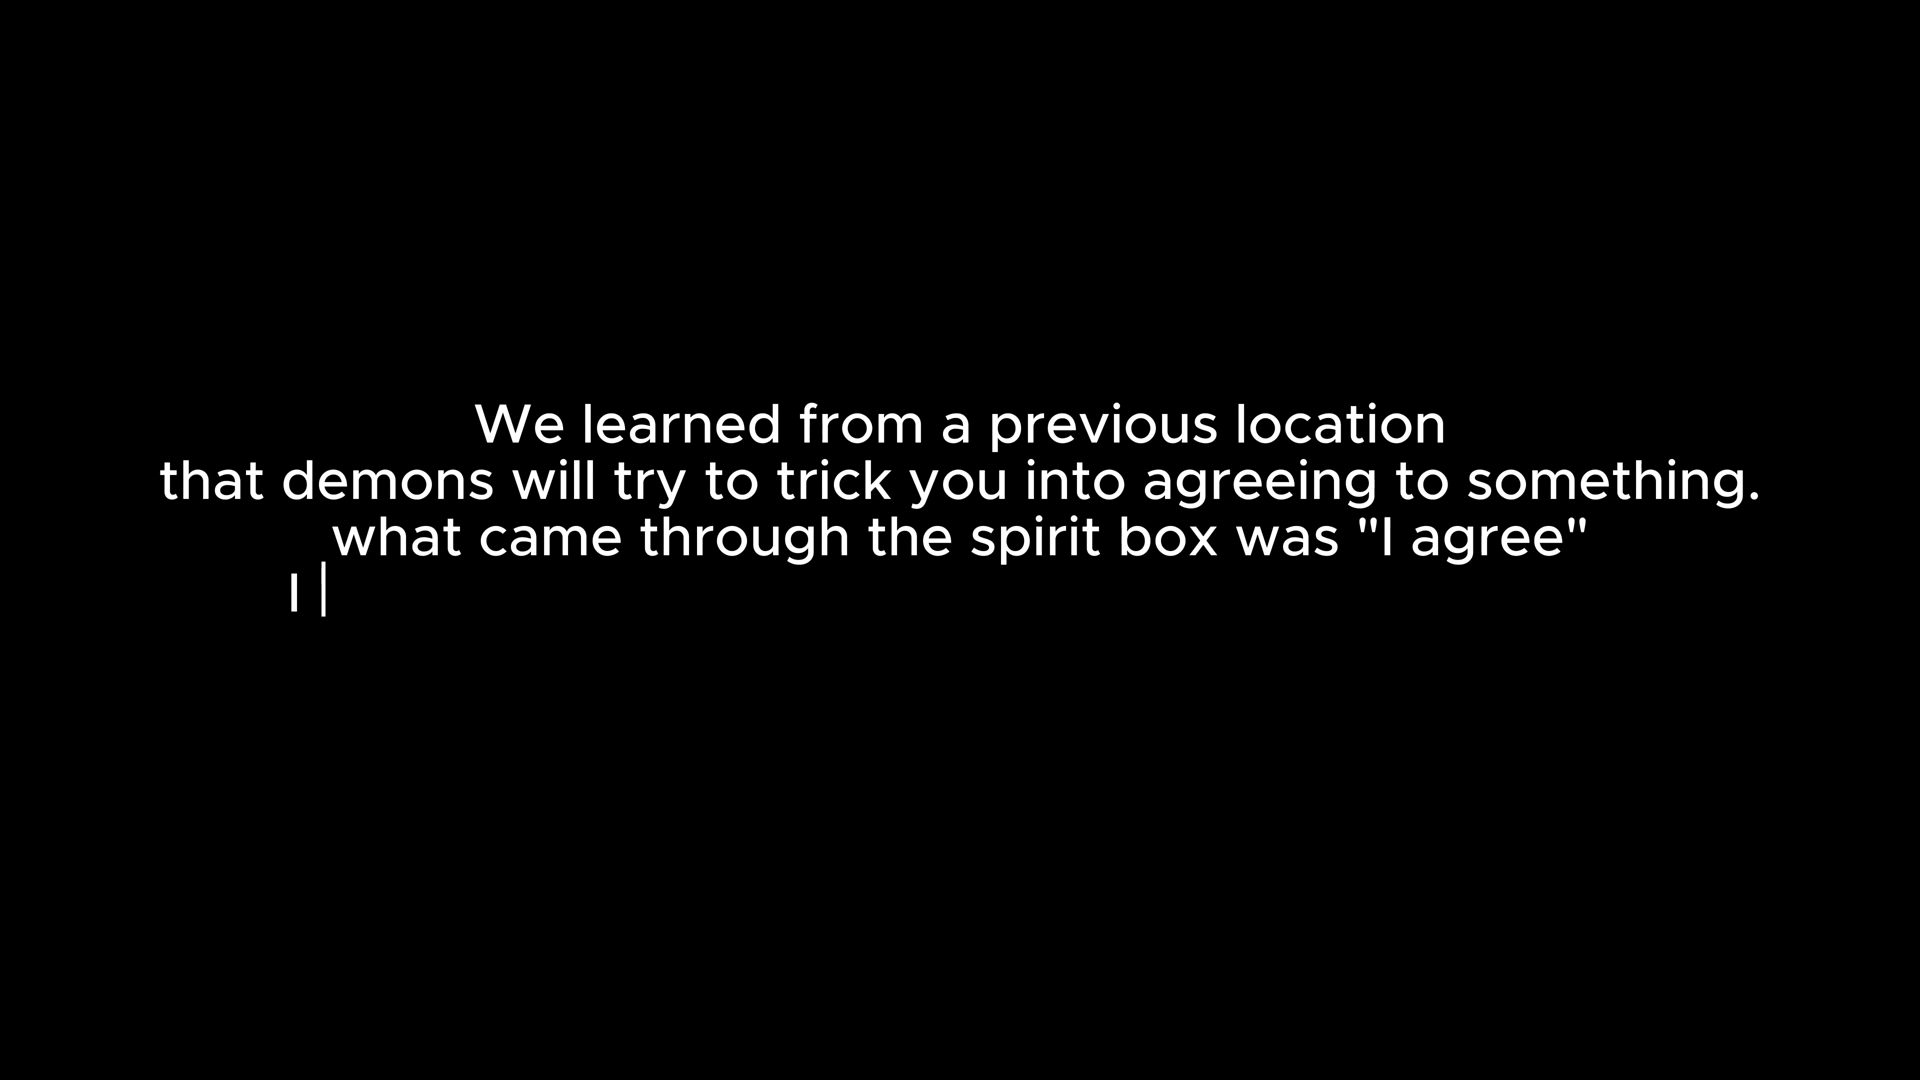 We learned from a previous location
that demons will try to trick you into agreeing to something.
what came through the spirit box was "I agree"
I